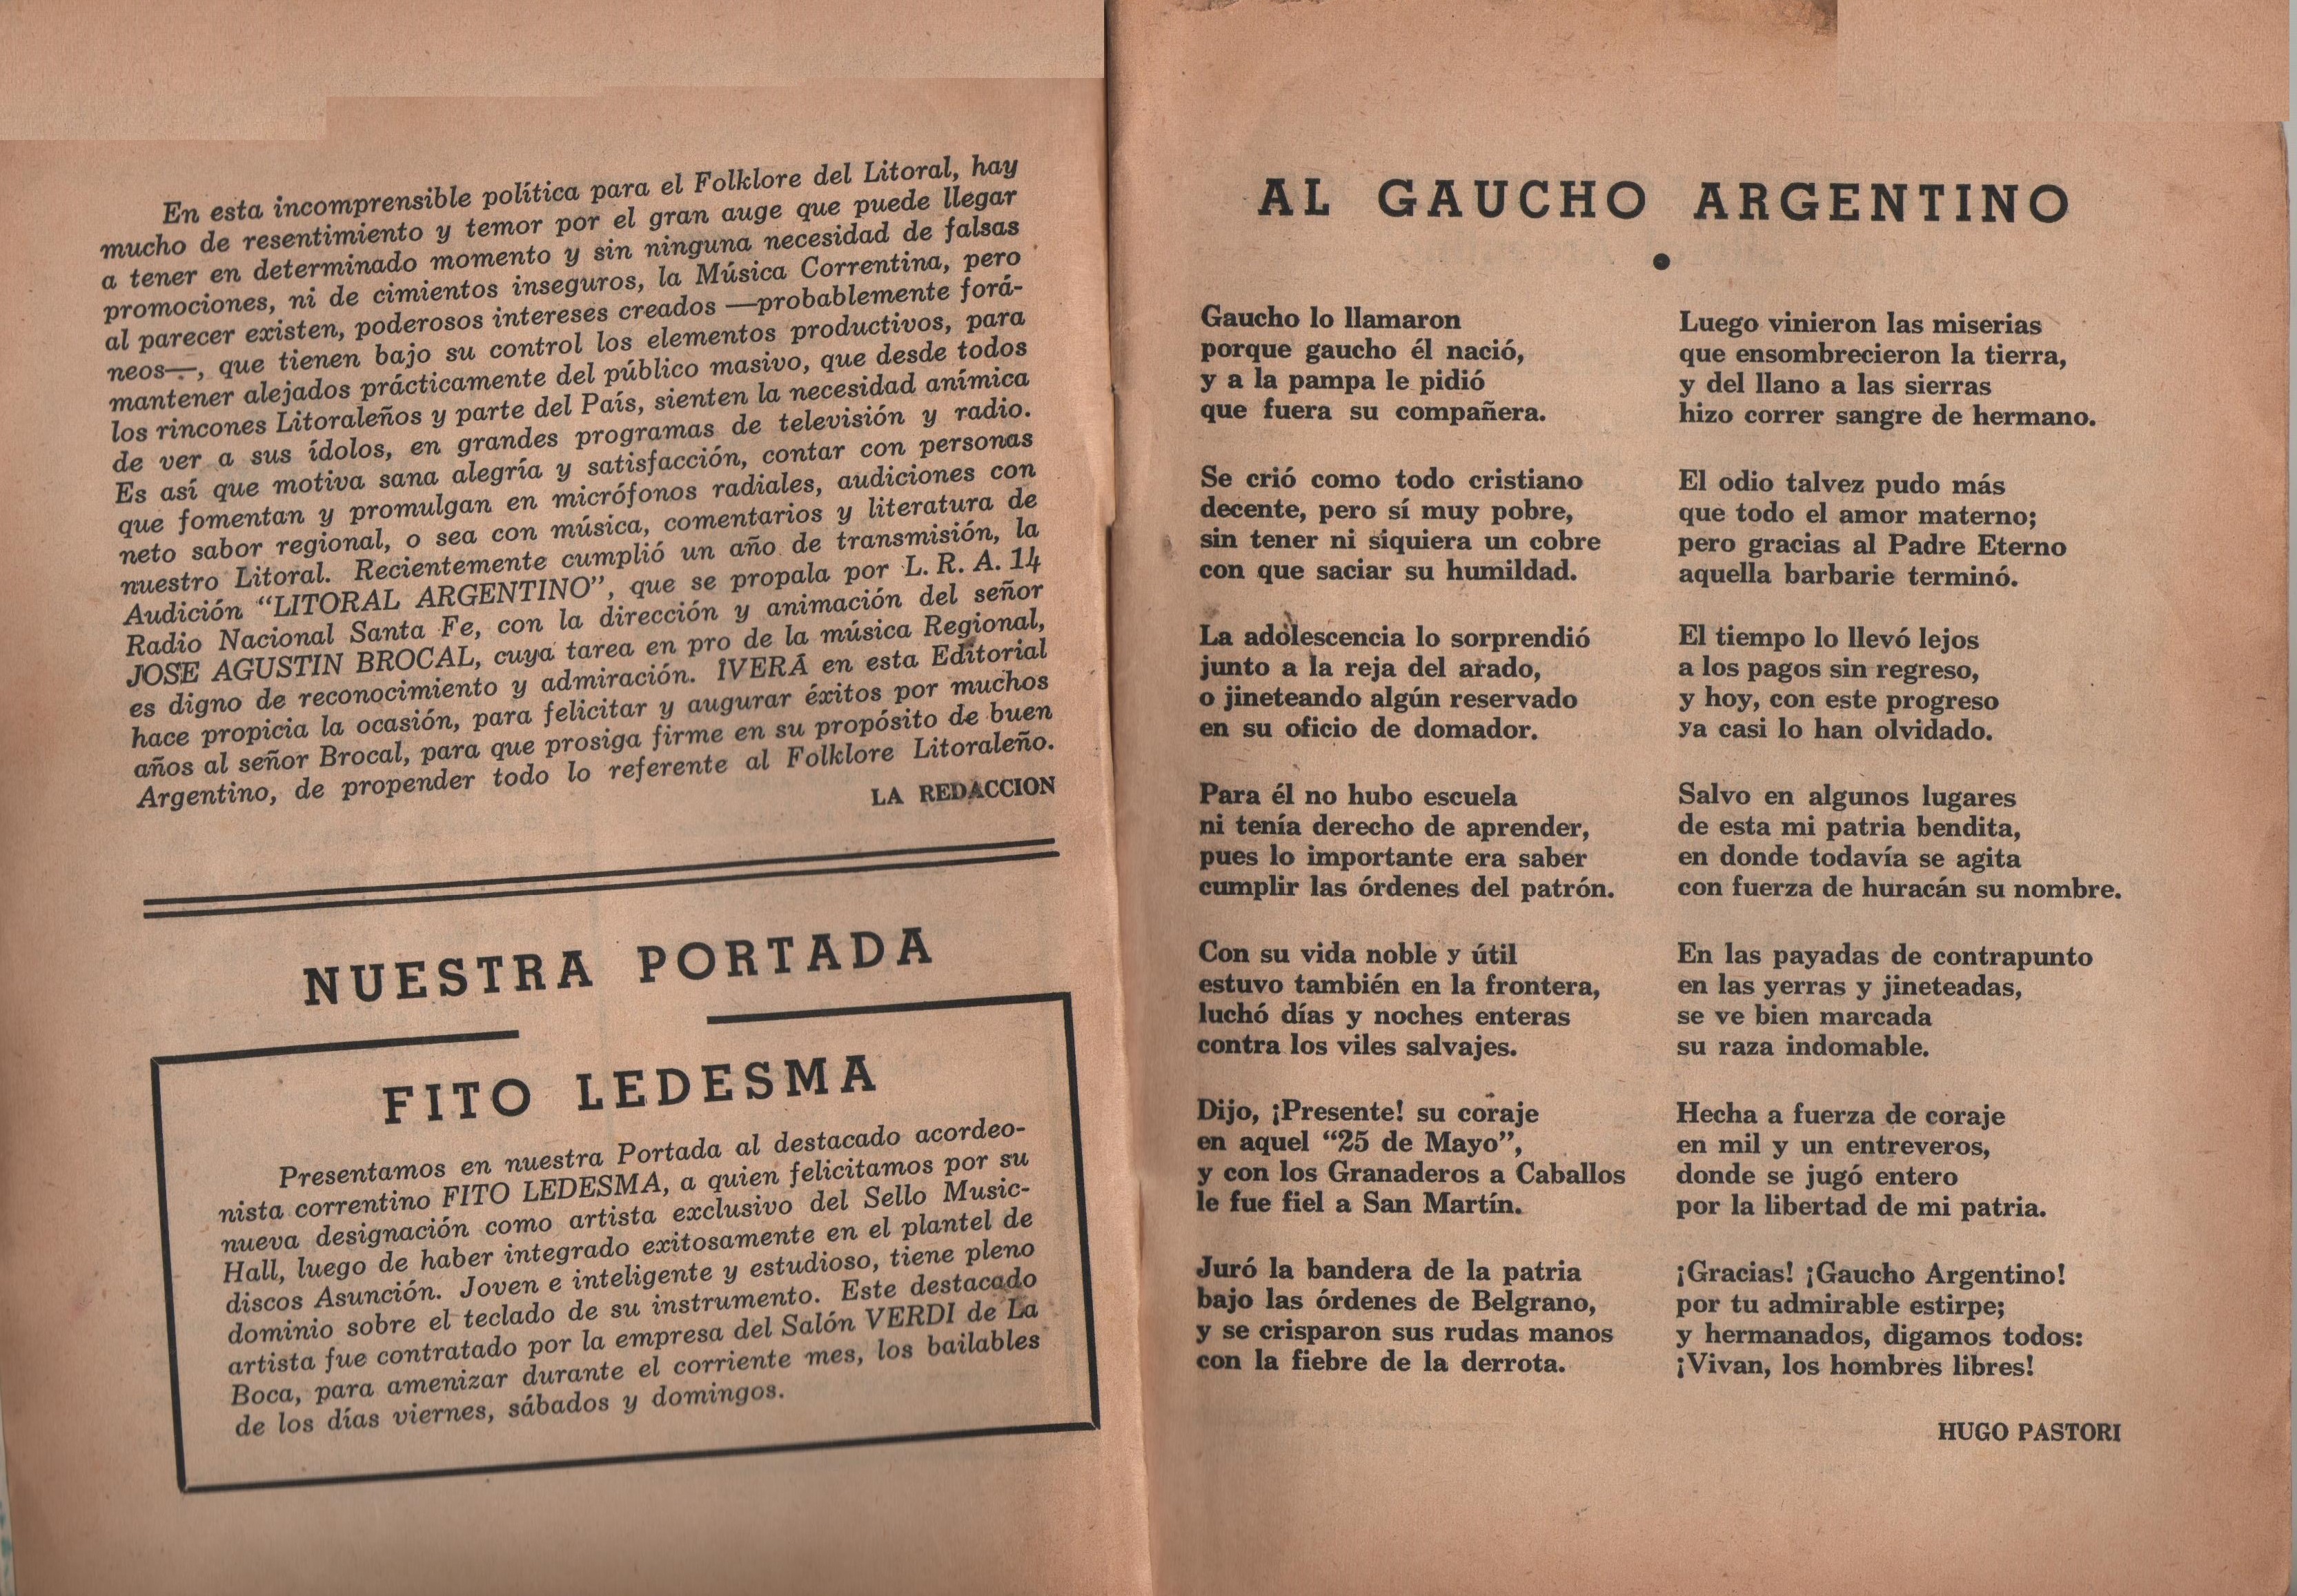 En esta incomprensible política para el Folklore del Litoral, hay
mucho de resentimiento y temor por el gran auge que puede llegar
a tener en determinado momento y sin ninguna necesidad de falsas
promociones, ni de cimientos inseguros, la Música Correntina, pero
al parecer existen, poderosos intereses creados —probablemente forá-
neos—, que tienen bajo su control los elementos productivos, para
mantener alejados prácticamente del público masivo, que desde todos
los rincones Litoraleños y parte del País, sienten la necesidad anímica
de ver a sus ídolos, en grandes programas de televisión y radio.
Es así que motiva sana alegría y satisfacción, contar con personas
que fomentan y promulgan en micrófonos radiales, audiciones con
neto sabor regional, o sea con música, comentarios y literatura de
nuestro Litoral. Recientemente cumplió un año de transmisión, la
Audición “LITORAL ARGENTINO”, que se propala por L. R. A. 14
Radio Nacional Santa Fe, con la dirección y animación del señor
JOSE AGUSTIN BROCAL, cuya tarea en pro de la música Regional,
es digno de reconocimiento y admiración. ÎVERÁ en esta Editorial
hace propicia la ocasión, para felicitar y augurar éxitos por muchos
años al señor Brocal, para que prosiga firme en su propósito de buen
Argentino, de propender todo lo referente al Folklore Litoraleño.
LA REDACCION
NUESTRA PORTADA
FITO LEDESMA
Presentamos en nuestra Portada al destacado acordeo-
nista correntino FITO LEDESMA, a quien felicitamos por su
nueva designación como artista exclusivo del Sello Music-
Hall, luego de haber integrado exitosamente en el plantel de
discos Asunción. Joven e inteligente y estudioso, tiene pleno
dominio sobre el teclado de su instrumento. Este destacado
artista fue contratado por la empresa del Salón VERDI de La
Boca, para amenizar durante el corriente mes, los bailables
de los días viernes, sábados y domingos.
AL GAUCHO ARGENTINO
Gaucho lo llamaron
porque gaucho él nació,
y a la pampa le pidió
que fuera su compañera.
Se crió como todo cristiano
decente, pero sí muy pobre,
sin tener ni siquiera un cobre
con que saciar su humildad.
La adolescencia lo sorprendió
junto a la reja del arado,
o jineteando algún reservado
en su oficio de domador.
Para él no hubo escuela
ni tenía derecho de aprender,
pues lo importante era saber
cumplir las órdenes del patrón.
Con su vida noble y útil
estuvo también en la frontera,
luchó días y noches enteras
contra los viles salvajes.
Dijo, ¡Presente! su coraje
en aquel “25 de Mayo”,
y con los Granaderos a Caballos
le fue fiel a San Martín.
Juró la bandera de la patria
bajo las órdenes de Belgrano,
y se crisparon sus rudas manos
con la fiebre de la derrota.
Luego vinieron las miserias
que ensombrecieron la tierra,
y del llano a las sierras
hizo correr sangre de hermano.
El odio talvez pudo más
que todo el amor materno;
pero gracias al Padre Eterno
aquella barbarie terminó.
El tiempo lo llevó lejos
a los pagos sin regreso,
y hoy, con este progreso
ya casi lo han olvidado.
Salvo en algunos lugares
de esta mi patria bendita,
en donde todavía se agita
con fuerza de huracán su nombre.
En las payadas de contrapunto
en las yerras y jineteadas,
se ve bien marcada
su raza indomable.
Hecha a fuerza de coraje
en mil y un entreveros,
donde se jugó entero
por la libertad de mi patria.
¡Gracias! ¡Gaucho Argentino!
por tu admirable estirpe;
y hermanados, digamos todos:
¡Vivan, los hombres libres!
HUGO PASTORI